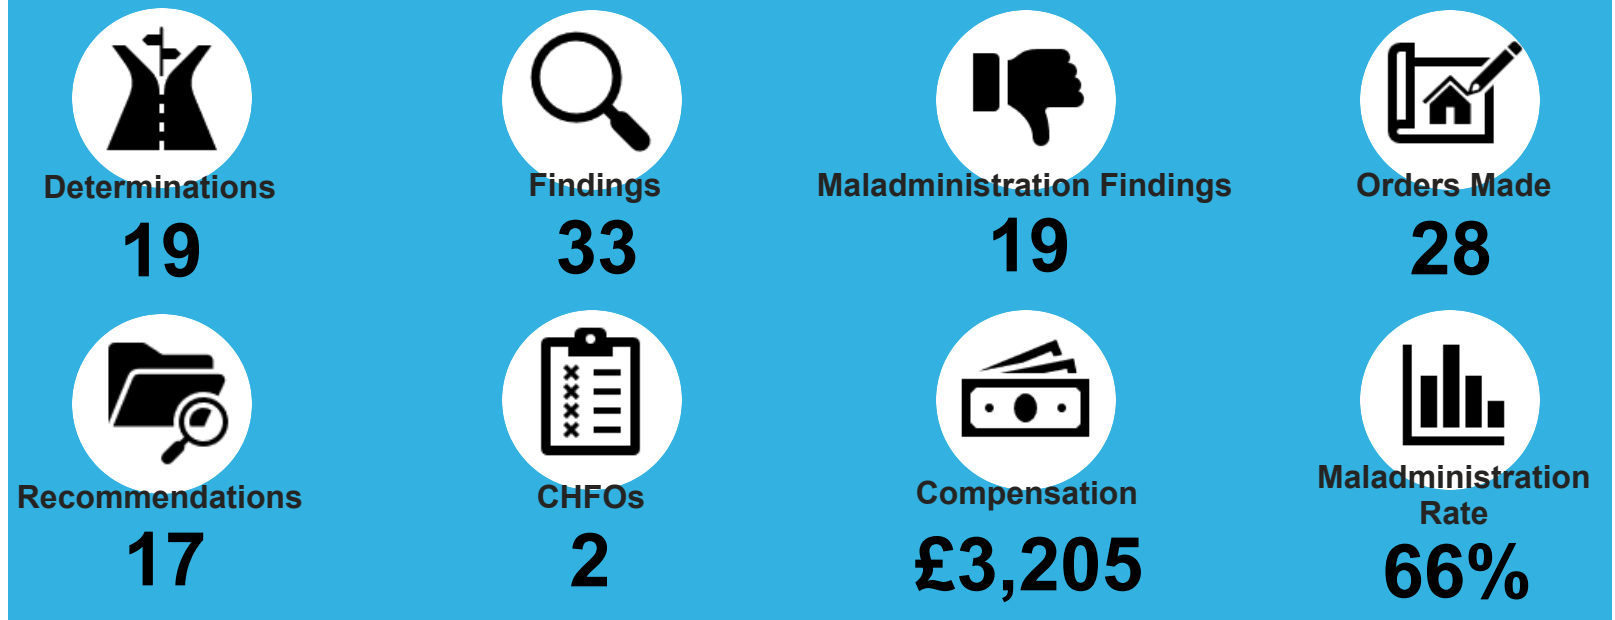 Determinations
19
Findings
33
Maladministration Findings
19
Orders Made
28
Recommendations
17
CHFOs
2
Compensation
£3,205
Maladministration
Rate
66%